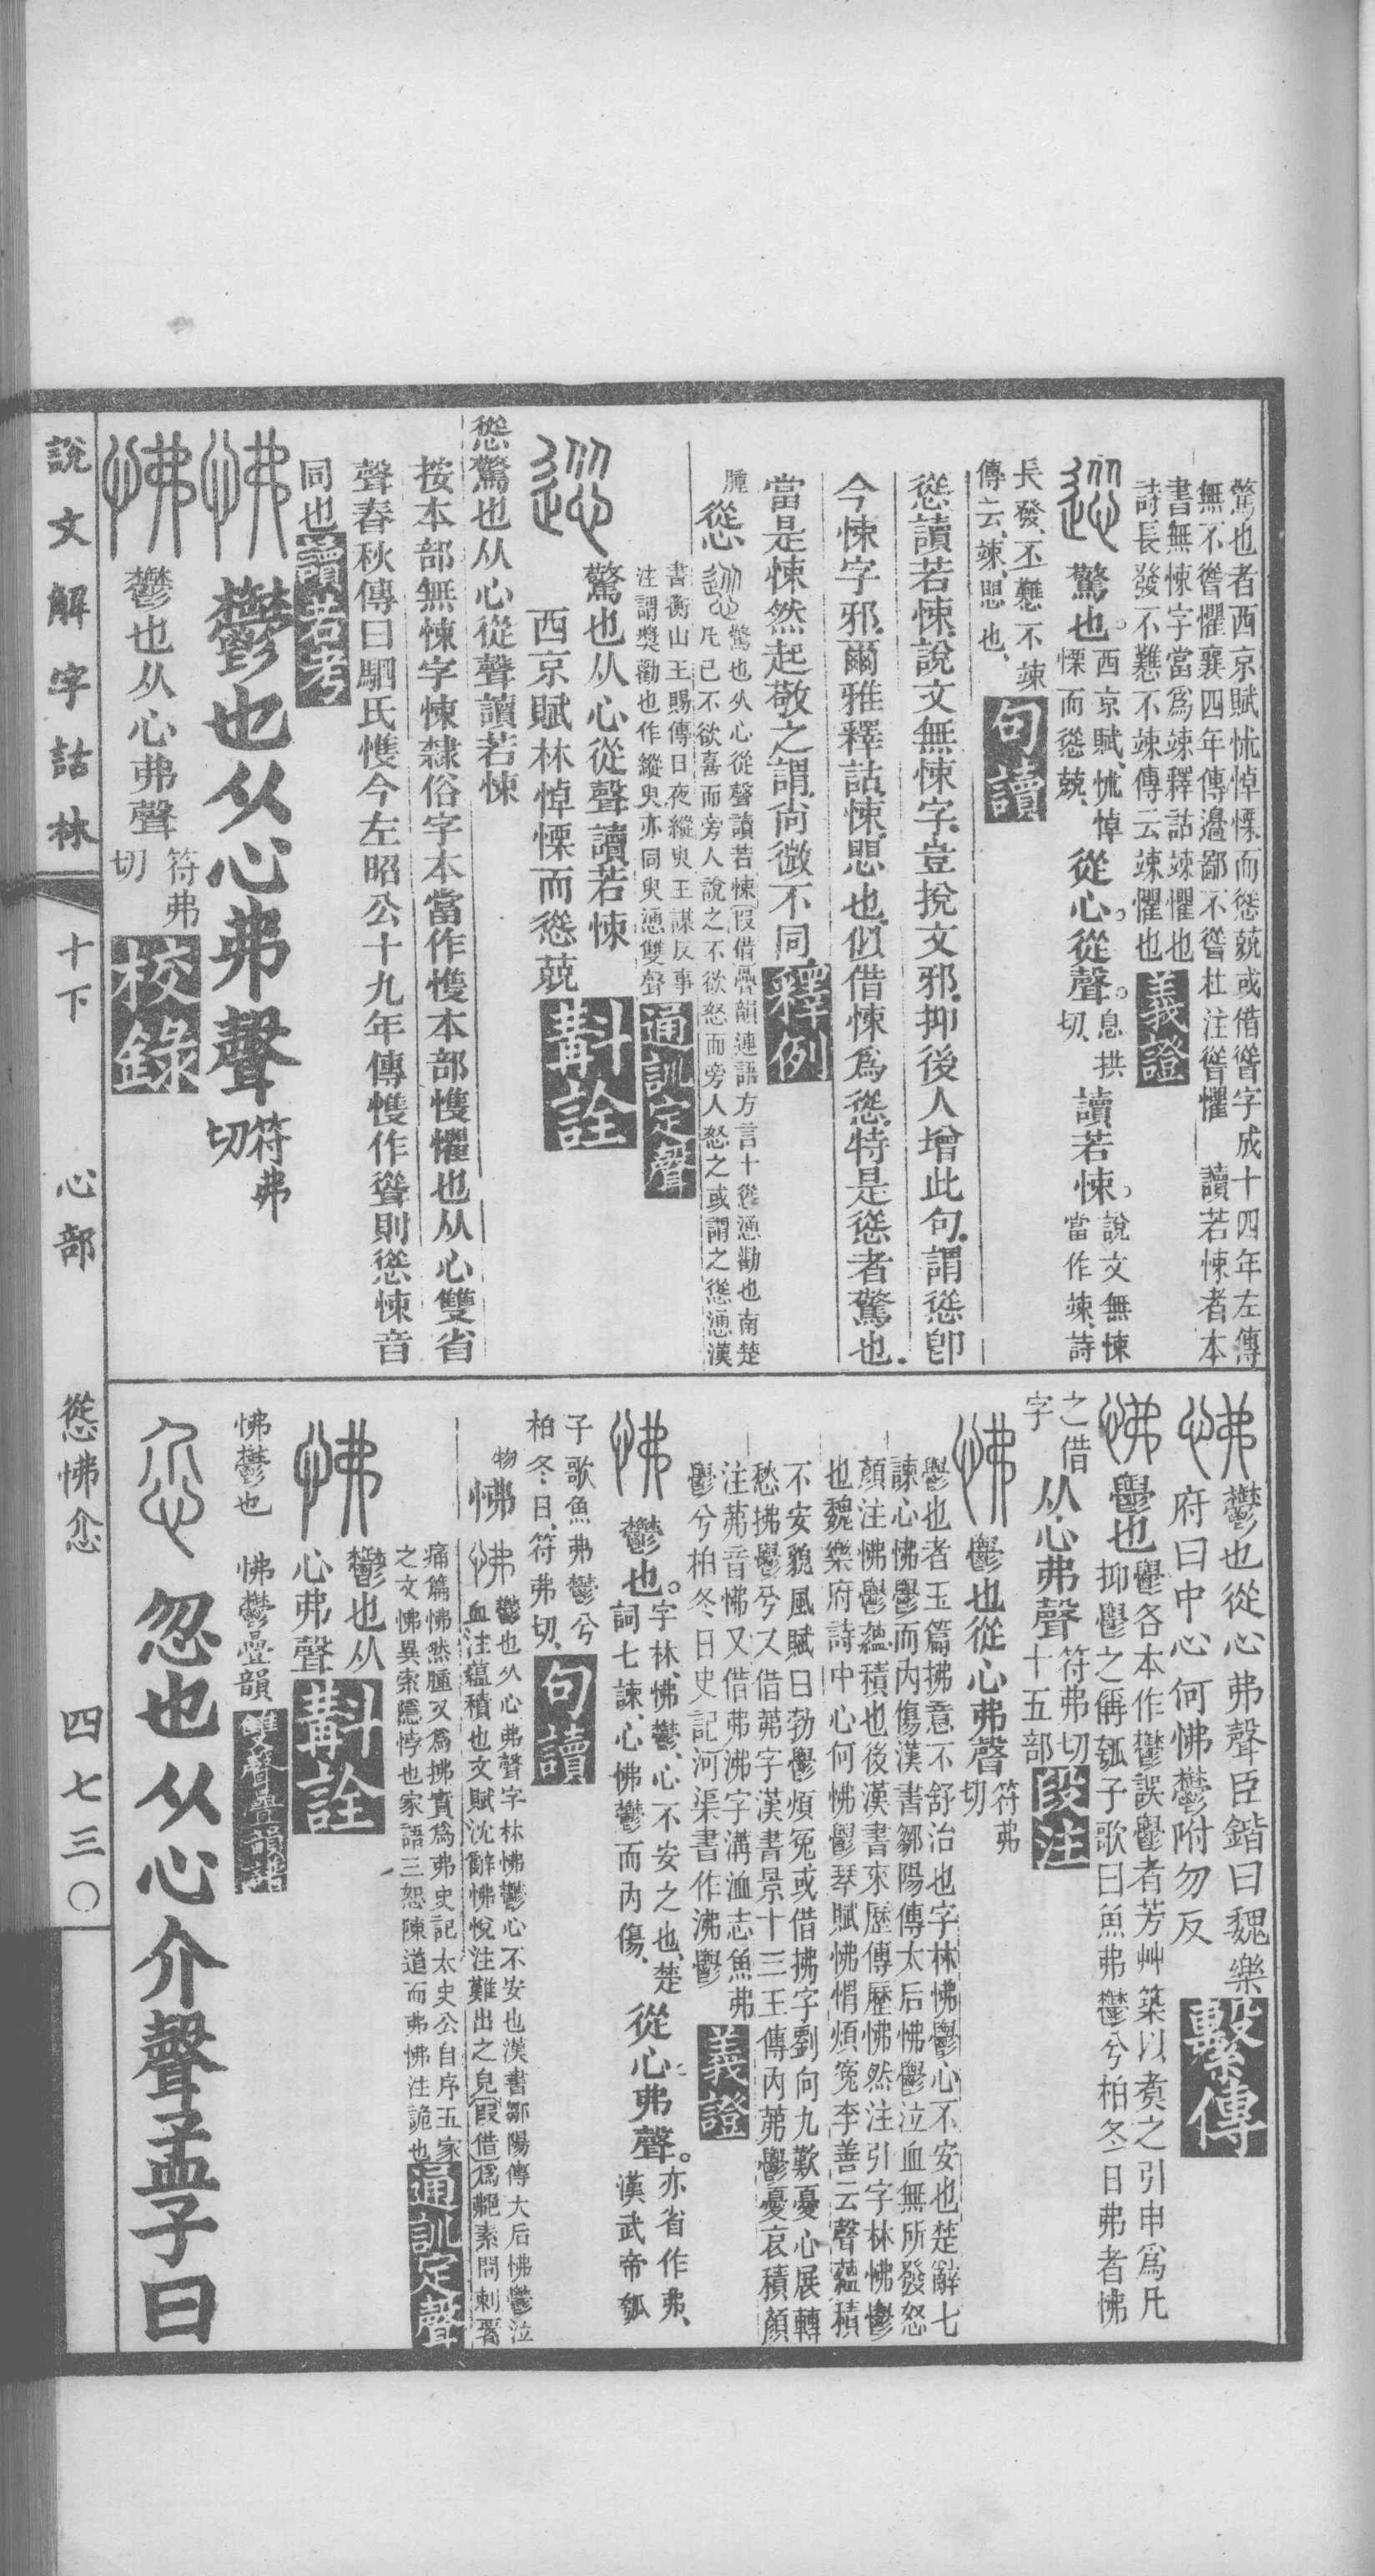 驚也者西京賦怵悼慄而慫兢或借聳字成十四年左傳
無不聳懼襄四年傳邊鄙不聳杜注聳懼　讀若悚者本
書無悚字當爲竦釋詁竦懼也
詩長發不戁不竦傳云竦懼也
義證
驚也。西京賦、怵悼
慄而慫兢、
從心。從聲。息拱
切、
讀若悚。說文無悚
當作竦、詩
長發、不戁不竦
傳云、竦、思也、
句讀
慫讀若悚、說文無悚字、豈挩文邪、抑後人增此句、謂慫卽
今悚字邪、爾雅釋詁、悚、思也、似借悚爲慫、特是慫者驚也、
當是悚然起敬之謂、尚微不同
釋例
腫
慫
驚也从心從聲讀若悚假借疊韻連語方言十慫慂勸也南楚
凡己不欲喜而旁人說之不欲怒而旁人怒之或謂之慫慂漢
書衡山王賜傳日夜縱臾王謀反事
注謂獎勸也作縱臾亦同臾慂雙聲
通訓定聲
驚也从心從聲讀若悚
西京賦林悼慄而慫兢
斠詮
慫驚也从心從聲讀若悚
按本部無悚字悚隸俗字本當作愯本部愯懼也从心雙省
聲春秋傳曰駟氏愯今左昭公十九年傳愯作聳則慫悚音
同也
讀若考
怫
鬱也从心弗聲符弗
切
怫
鬱也从心弗聲符弗
切
校錄
怫
鬱也從心弗聲臣鍇曰魏樂
府曰中心何怫鬱附勿反
繫傳
怫
鬱也鬱各本作鬱誤鬱者芳艸築以煑之引申爲凡
抑鬱之稱瓠子歌曰魚弗鬱兮柏冬日弗者怫
之借
字
从心弗聲符弗切
十五部
段注
怫
鬱也從心弗聲符弗
切
鬱也者玉篇怫意不舒治也字林怫鬱心不安也楚辭七
諫心怫鬱而內傷漢書鄒陽傳太后怫鬱泣血無所發怒
顏注怫鬱蘊積也後漢書來歷傳歷怫然注引字林怫鬱
也魏樂府詩中心何怫鬱琴賦怫愲煩冤李善云聲蘊積
不安貌風賦曰勃鬱煩冤或借拂字劉向九歎憂心展轉
愁拂鬱兮又借茀字漢書景十三王傳內茀鬱憂哀積顏
注茀音怫又借弗沸字溝洫志魚弗
鬱兮柏冬日史記河渠書作沸鬱
義證
怫
鬱也。字林、怫鬱、心不安之也、楚
詞七諫、心怫鬱而內傷、
從心弗聲。亦省作弗、
漢武帝瓠
子歌魚弗鬱兮
柏冬日、符弗切、
句讀
物
怫
怫鬱也从心弗聲字林怫鬱心不安也漢書鄒陽傳大后怫鬱泣
血注蘊積也文賦沈辭怫悅注難出之皃假借爲艴素問刺瘧
痛篇怫然腫又爲拂實爲弗史記太史公自序五家
之文怫異索隱悖也家語三恕陳道而弗怫注詭也
通訓定聲
怫
鬱也从
心弗聲
斠詮
怫鬱也　怫鬱疊韻
雙聲疊韻譜
忥
忽也从心介聲孟子曰
說文解字詁林　十下　心部　慫怫忥　四七三〇